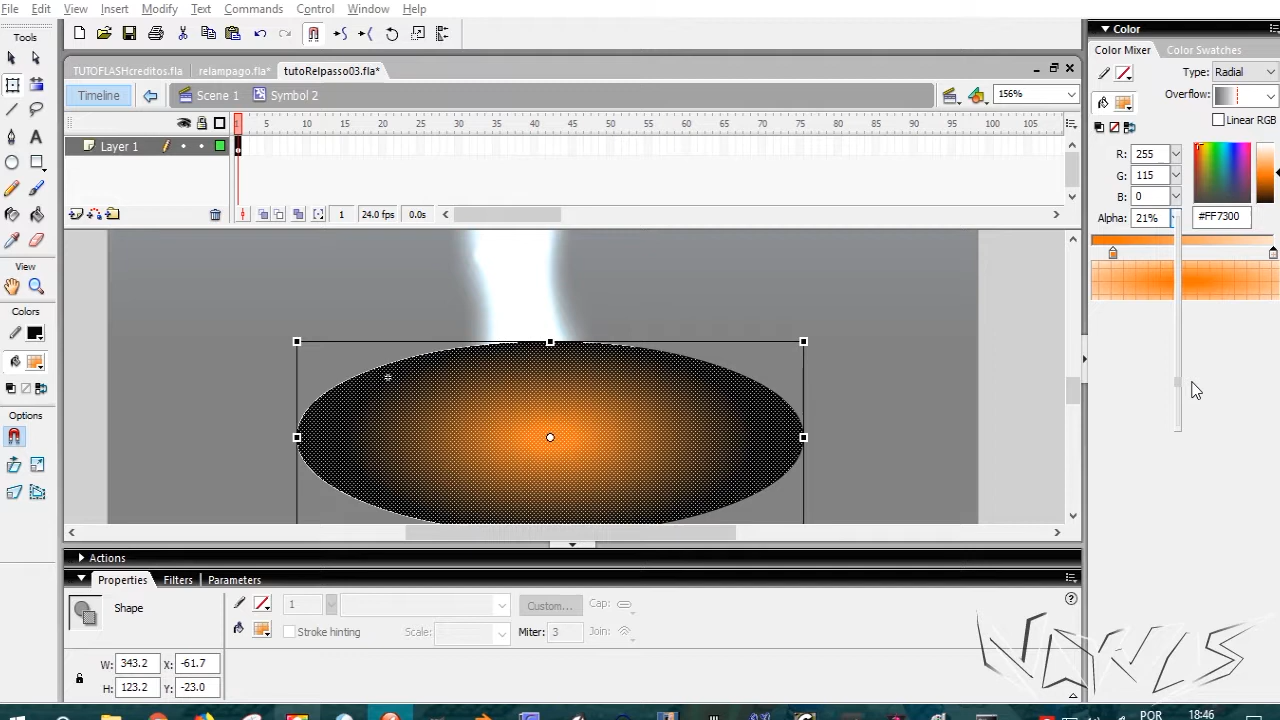 File Edit View Insert Modify Text Commands Control Window Help
Tools
TUTOFLASHcreditos.fla relampago.fla* tutoRelpasso03.fla*
Timeline Scene 1 Symbol 2 156%
1 5 10 15 20 25 30 35 40 45 50 55 60 65 70 75 80 85 90 95 100 105
Layer 1
1 24.0 fps 0.0s
View
Colors
Options
Color
Color Mixer Color Swatches
Type: Radial
Overflow:
Linear RGB
R: 255
G: 115
B: 0
Alpha: 21% #FF7300
Actions
Properties Filters Parameters
Shape
1 Custom... Cap:
Stroke hinting Scale: Miter: 3 Join:
W: 343.2 X: -61.7
H: 123.2 Y: -23.0
POR 18:46